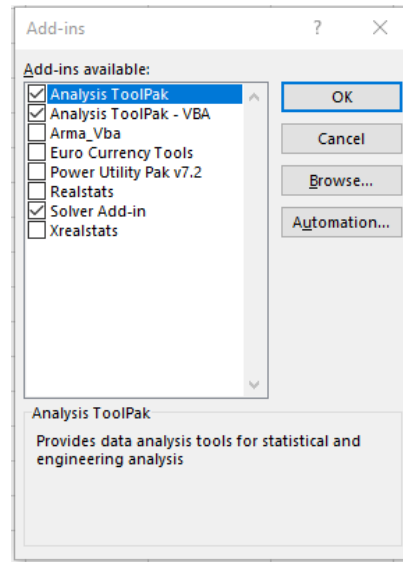 Add-ins ? ×
Add-ins available:
Analysis ToolPak
Analysis ToolPak - VBA
Arma_Vba
Euro Currency Tools
Power Utility Pak v7.2
Realstats
Solver Add-in
Xrealstats
OK
Cancel
Browse...
Automation...
Analysis ToolPak
Provides data analysis tools for statistical and
engineering analysis